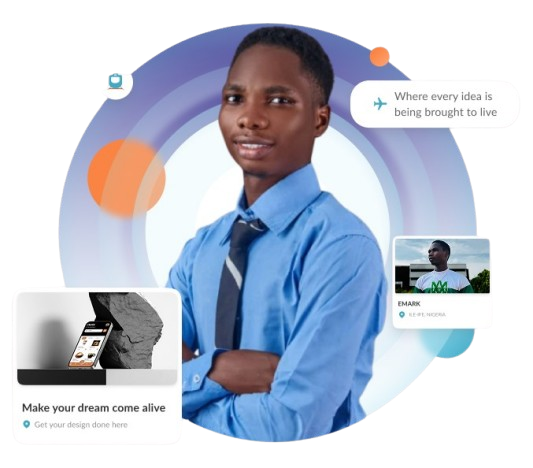 Where every idea is
being brought to live
EMARK
Make your dream come alive
Get your design done here